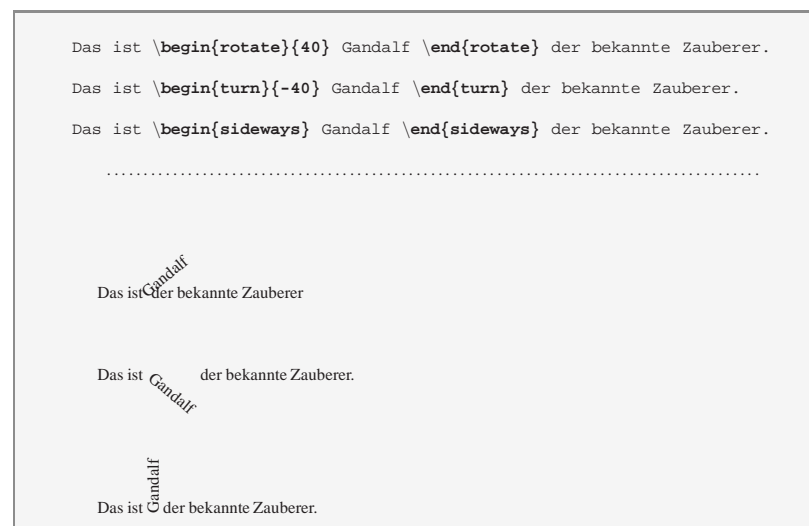 Das ist \begin{rotate}{40} Gandalf \end{rotate} der bekannte Zauberer.
Das ist \begin{turn}{-40} Gandalf \end{turn} der bekannte Zauberer.
Das ist \begin{sideways} Gandalf \end{sideways} der bekannte Zauberer.
Das ist Gandalf der bekannte Zauberer
Das ist Gandalf der bekannte Zauberer.
Das ist Gandalf der bekannte Zauberer.